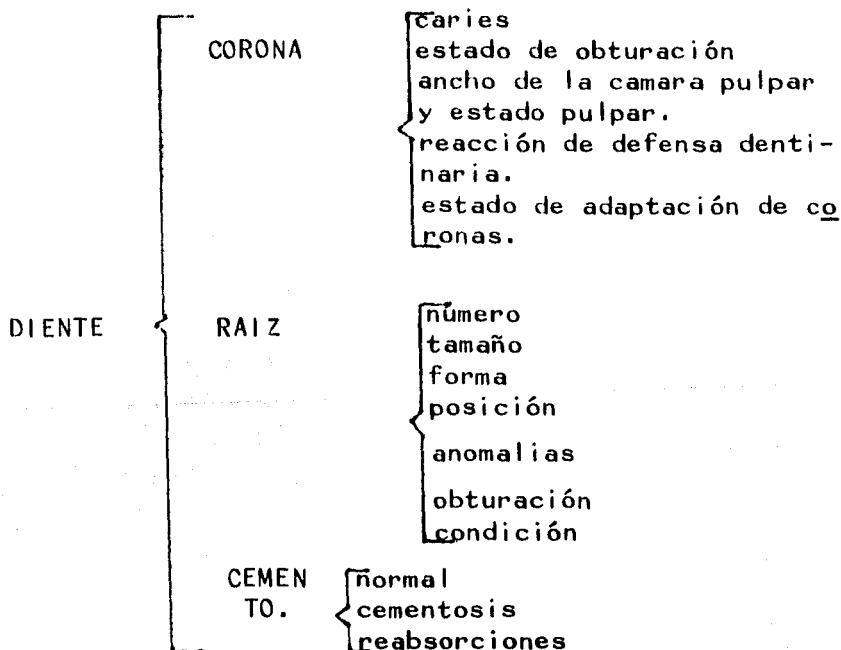 caries
CORONA estado de obturación
ancho de la camara pulpar
y estado pulpar.
reacción de defensa denti-
naria.
estado de adaptación de co
ronas.
número
DIENTE RAIZ tamaño
forma
posición
anomalias
obturación
condición
CEMEN normal
TO. cementosis
reabsorciones